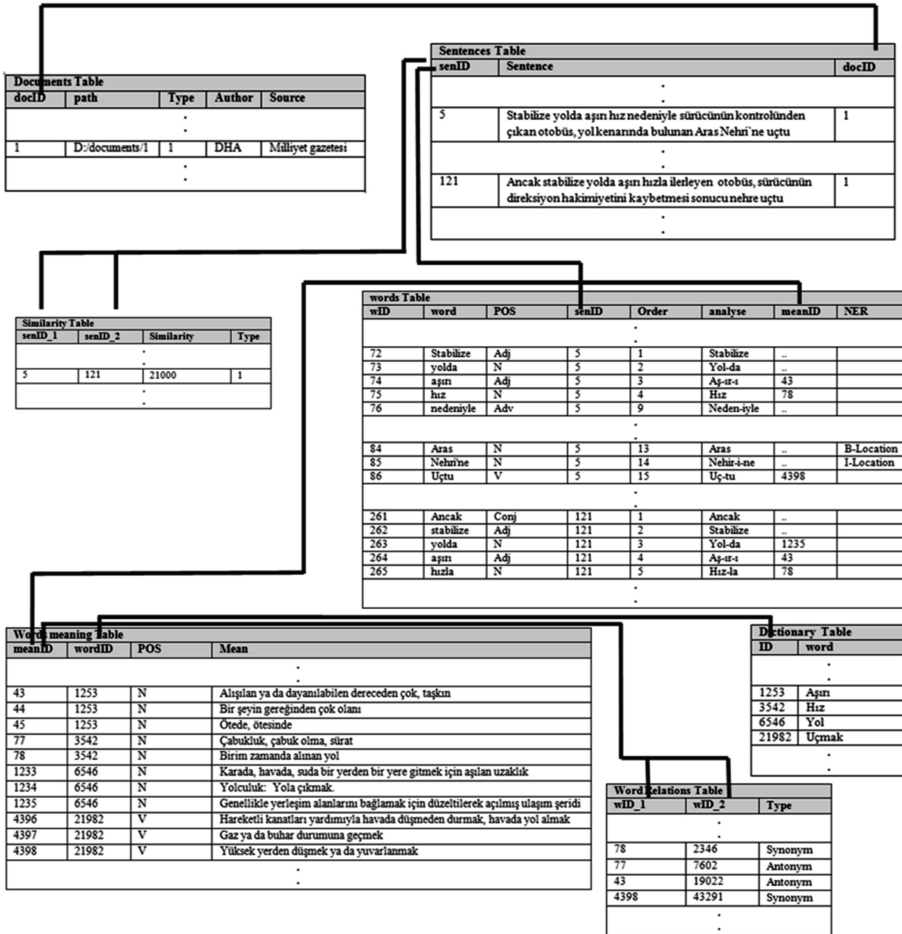 Sentences Table
senID Sentence docID
5 Stabilize yolda aşırı hız nedeniyle sürücünün kontrolünden 1
çıkan otobüs, yol kenarında bulunan Aras Nehri`ne uçtu
121 Ancak stabilize yolda aşırı hızla ilerleyen otobüs, sürücünün 1
direksiyon hakimiyetini kaybetmesi sonucu nehre uçtu
Documents Table
docID path Type Author Source
1 D:/documents/1 1 DHA Milliyet gazetesi
Similarity Table
senID_1 senID_2 Similarity Type
5 121 21000 1
words Table
wID word POS senID Order analyse meanID NER
72 Stabilize Adj 5 1 Stabilize ..
73 yolda N 5 2 Yol-da ..
74 aşırı Adj 5 3 Aş-ır-ı 43
75 hız N 5 4 Hız 78
76 nedeniyle Adv 5 9 Neden-iyle ..
84 Aras N 5 13 Aras .. B-Location
85 Nehri'ne N 5 14 Nehir-i-ne .. I-Location
86 Uçtu V 5 15 Uç-tu 4398
261 Ancak Conj 121 1 Ancak ..
262 stabilize Adj 121 2 Stabilize ..
263 yolda N 121 3 Yol-da 1235
264 aşırı Adj 121 4 Aş-ır-ı 43
265 hızla N 121 5 Hız-la 78
Words meaning Table
meanID wordID POS Mean
43 1253 N Alışılan ya da dayanılabilen dereceden çok, taşkın
44 1253 N Bir şeyin gereğinden çok olanı
45 1253 N Ötede, ötesinde
77 3542 N Çabukluk, çabuk olma, sürat
78 3542 N Birim zamanda alınan yol
1233 6546 N Karada, havada, suda bir yerden bir yere gitmek için aşılan uzaklık
1234 6546 N Yolculuk: Yola çıkmak.
1235 6546 N Genellikle yerleşim alanlarını bağlamak için düzeltilerek açılmış ulaşım şeridi
4396 21982 V Hareketli kanatları yardımıyla havada düşmeden durmak, havada yol almak
4397 21982 V Gaz ya da buhar durumuna geçmek
4398 21982 V Yüksek yerden düşmek ya da yuvarlanmak
Dictionary Table
ID word
1253 Aşırı
3542 Hız
6546 Yol
21982 Uçmak
Word Relations Table
wID_1 wID_2 Type
78 2346 Synonym
77 7602 Antonym
43 19022 Antonym
4398 43291 Synonym